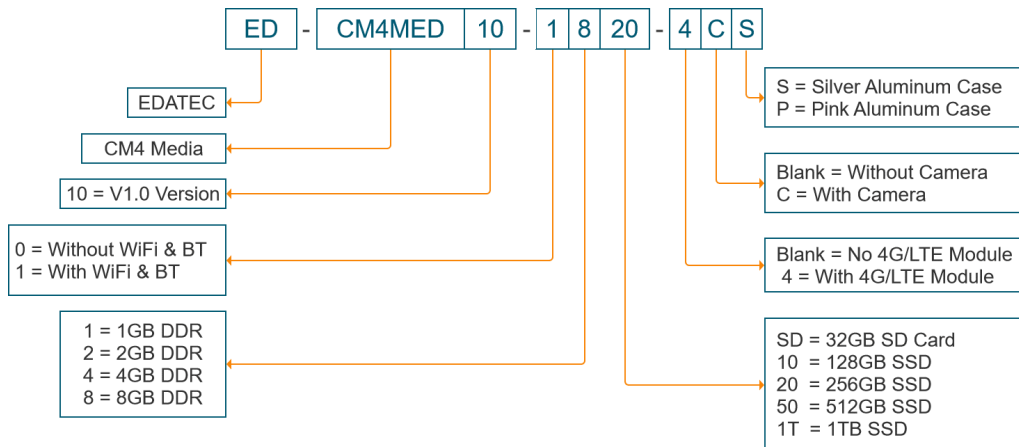 ED - CM4MED 10 - 1 8 20 - 4 C S
EDATEC
CM4 Media
10 = V1.0 Version
0 = Without WiFi & BT
1 = With WiFi & BT
1 = 1GB DDR
2 = 2GB DDR
4 = 4GB DDR
8 = 8GB DDR
S = Silver Aluminum Case
P = Pink Aluminum Case
Blank = Without Camera
C = With Camera
Blank = No 4G/LTE Module
4 = With 4G/LTE Module
SD = 32GB SD Card
10 = 128GB SSD
20 = 256GB SSD
50 = 512GB SSD
1T = 1TB SSD